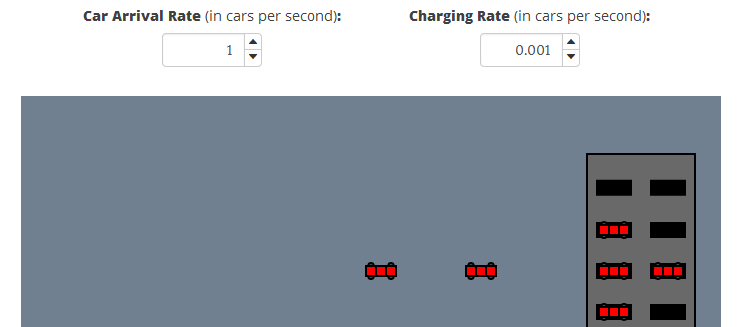 Car Arrival Rate (in cars per second): Charging Rate (in cars per second):
1 0.001